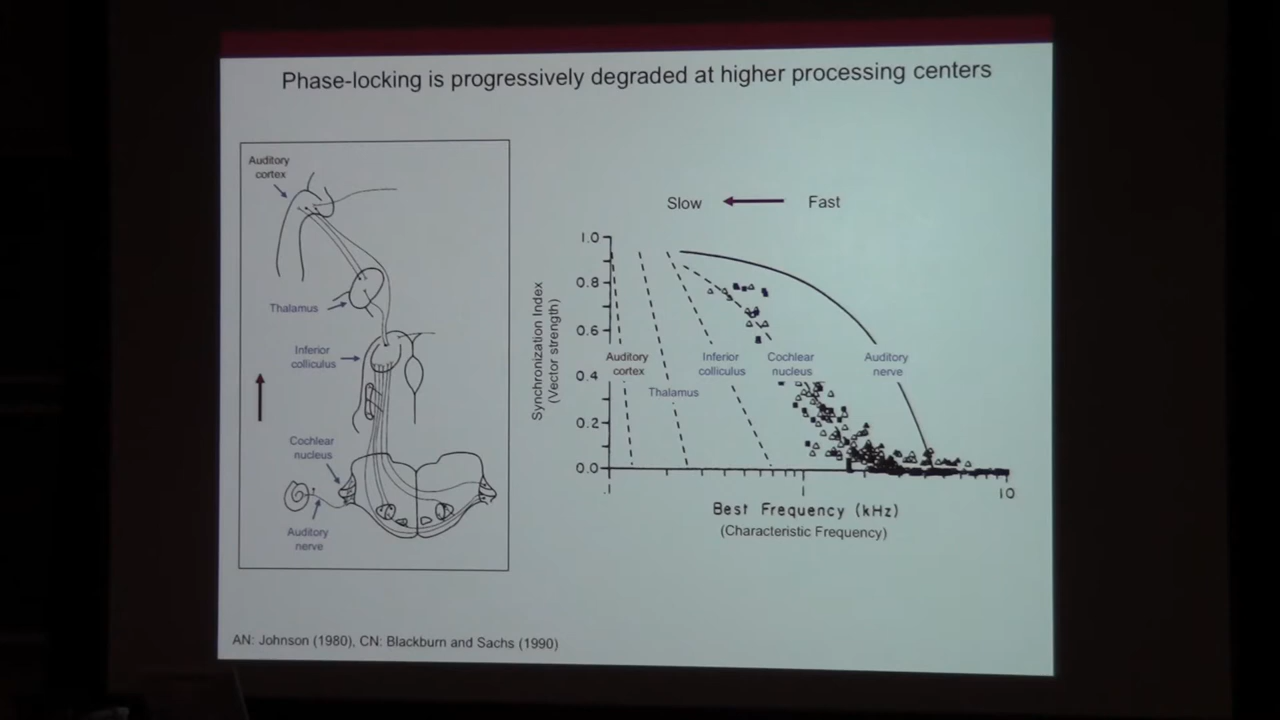 Phase-locking is progressively degraded at higher processing centers
Auditory
cortex
Thalamus
Inferior
colliculus
Cochlear
nucleus
Auditory
nerve
Slow
Fast
Synchronization Index
(Vector strength)
1.0
0.8
0.6
0.4
0.2
0.0
Auditory
cortex
Thalamus
Inferior
colliculus
Cochlear
nucleus
Auditory
nerve
.1
1
10
Best Frequency (kHz)
(Characteristic Frequency)
AN: Johnson (1980), CN: Blackburn and Sachs (1990)